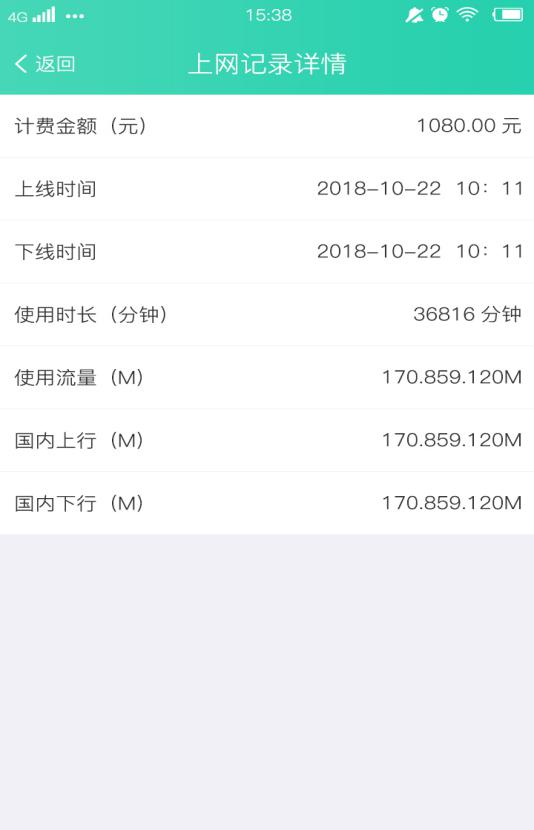 4G 15:38
返回 上网记录详情
计费金额（元） 1080.00 元
上线时间 2018-10-22 10：11
下线时间 2018-10-22 10：11
使用时长（分钟） 36816 分钟
使用流量（M） 170.859.120M
国内上行（M） 170.859.120M
国内下行（M） 170.859.120M